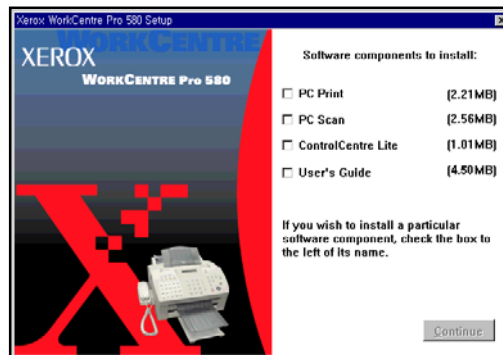 Xerox WorkCentre Pro 580 Setup
WORKCENTRE
XEROX
WORKCENTRE Pro 580
Software components to install:
PC Print (2.21MB)
PC Scan (2.56MB)
ControlCentre Lite (1.01MB)
User's Guide (4.50MB)
If you wish to install a particular
software component, check the box to
the left of its name.
Continue